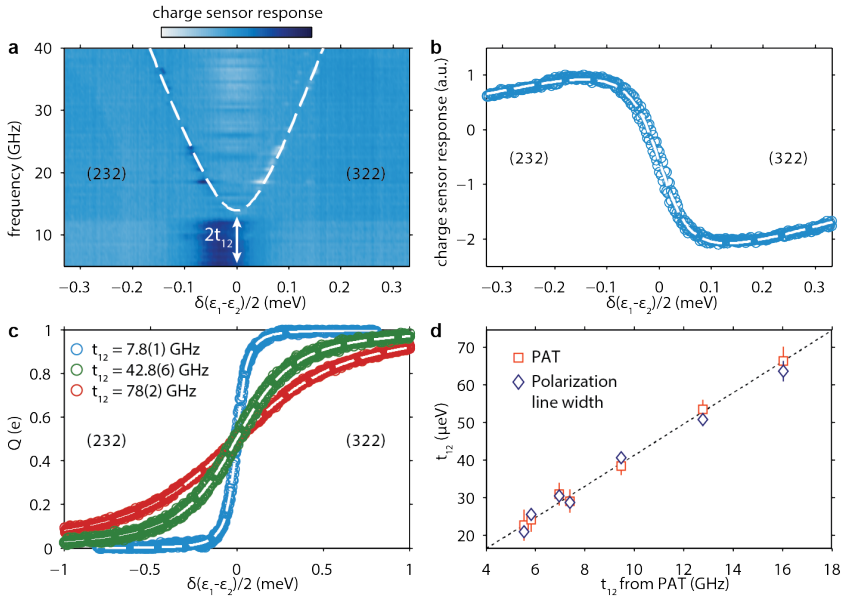 charge sensor response
a
40
30
20
10
frequency (GHz)
(232)
(322)
2t12
−0.3 −0.2 −0.1 0 0.1 0.2 0.3
δ(ε1-ε2)/2 (meV)
b
1
0
−1
−2
charge sensor response (a.u.)
(232)
(322)
−0.3 −0.2 −0.1 0 0.1 0.2 0.3
δ(ε1-ε2)/2 (meV)
c
1
0.8
0.6
0.4
0.2
0
Q (e)
t12 = 7.8(1) GHz
t12 = 42.8(6) GHz
t12 = 78(2) GHz
(232)
(322)
−1 −0.5 0 0.5 1
δ(ε1-ε2)/2 (meV)
d
70
60
50
40
30
20
t12 (μeV)
PAT
Polarization
line width
4 6 8 10 12 14 16 18
t12 from PAT (GHz)